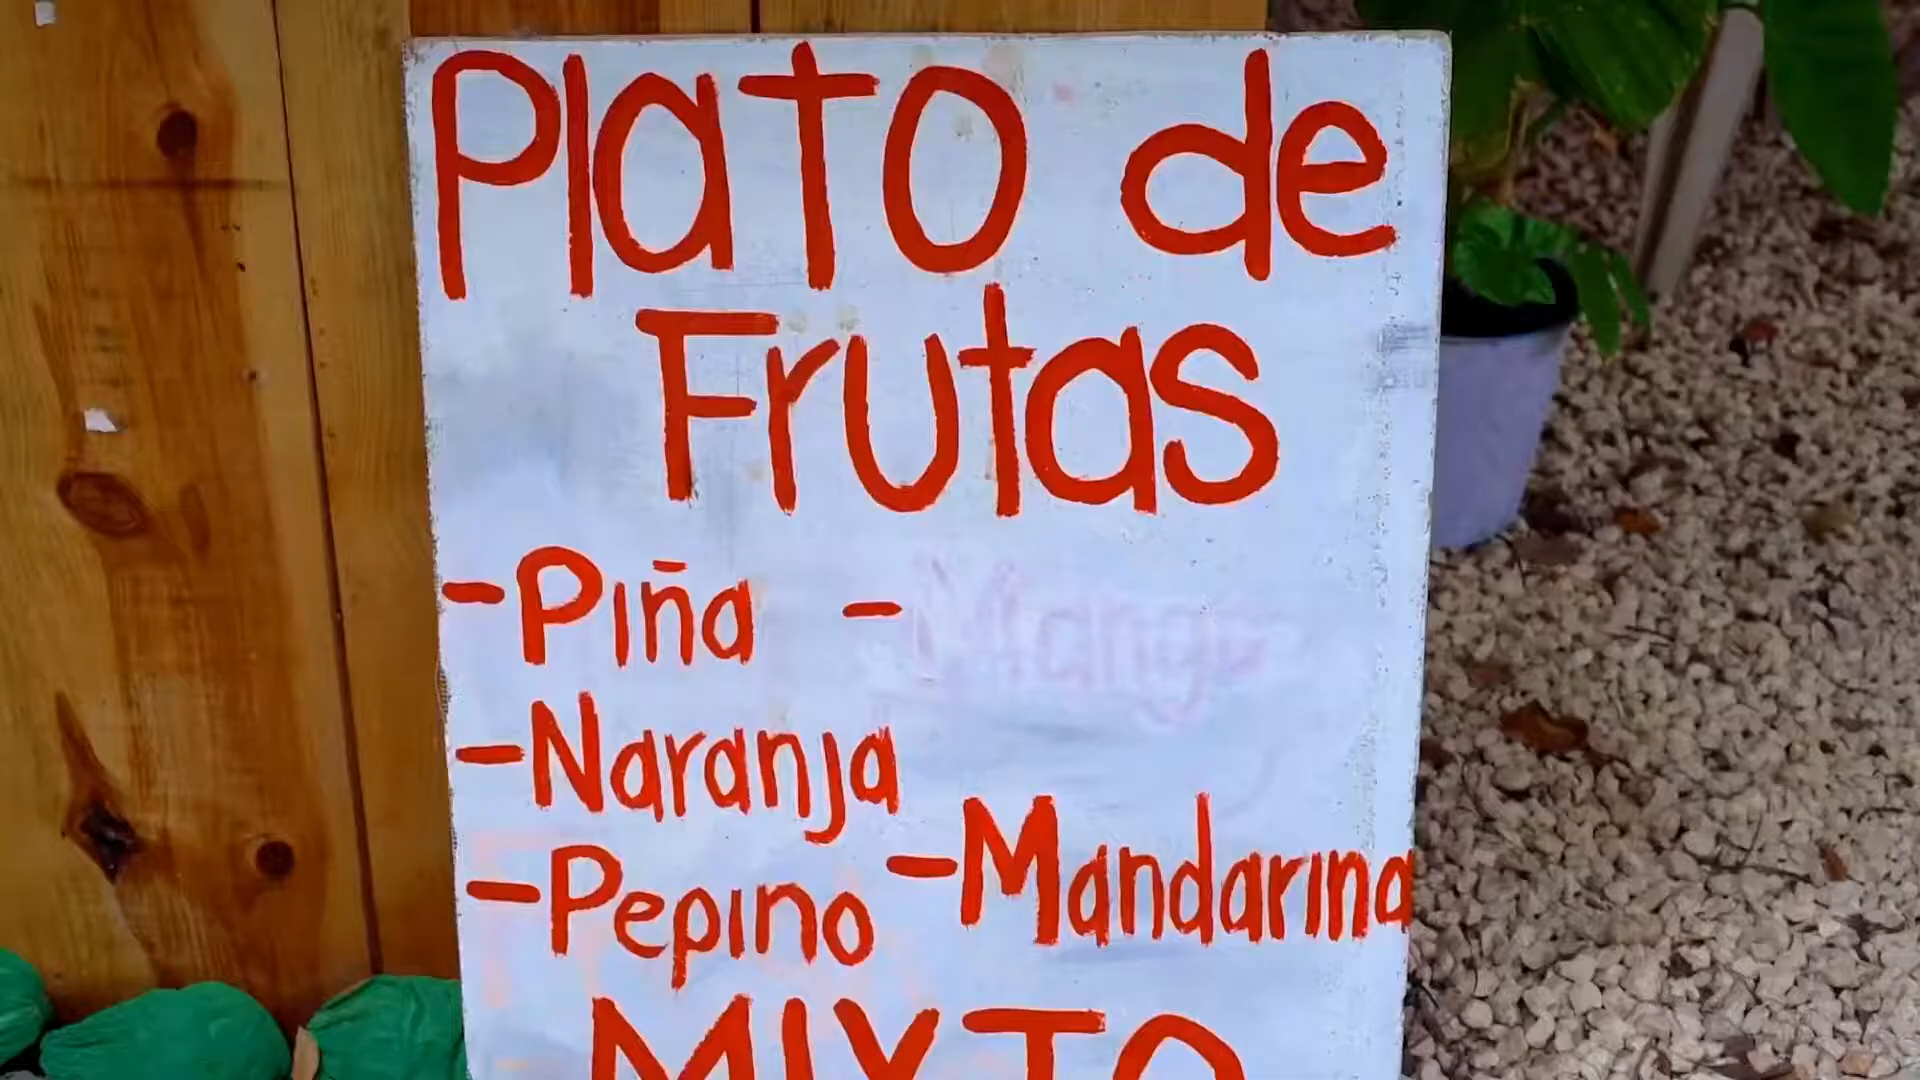 Plato de
Frutas
-Piña - Mango
-Naranja
-Pepino -Mandarina
MIXTO